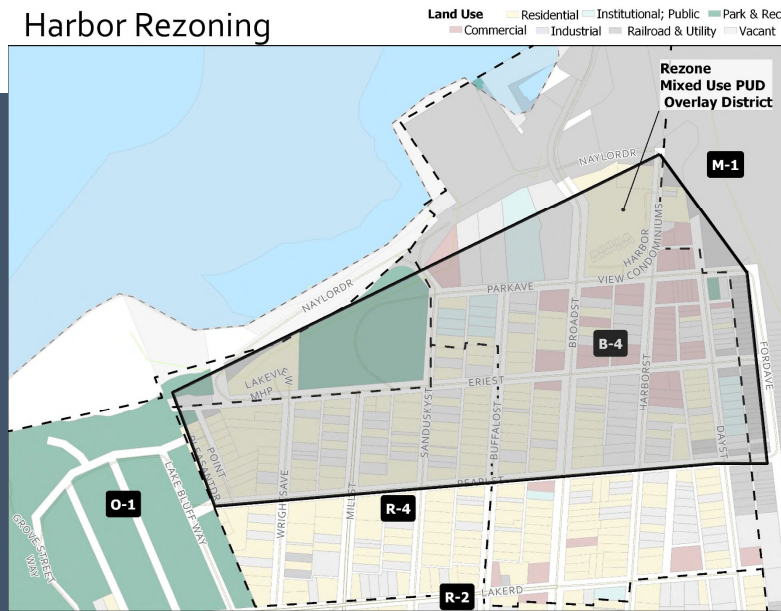 Harbor Rezoning
Land Use
Residential
Institutional; Public
Park & Rec
Commercial
Industrial
Railroad & Utility
Vacant
Rezone
Mixed Use PUD
Overlay District
M-1
NAYLORDR
NAYLORDR
HARBOR
VIEW CONDOMINIUMS
PARKAVE
BROADST
B-4
HARBORST
FORDAVE
LAKEVIEW
MHP
ERIEST
SANDUSKYST
BUFFALOST
DAYST
POINT
PLEASANTDR
WRIGHTSAVE
MILLST
PEARLST
R-4
O-1
LAKE BLUFF WAY
GROVE STREET
WAY
R-2
LAKERD